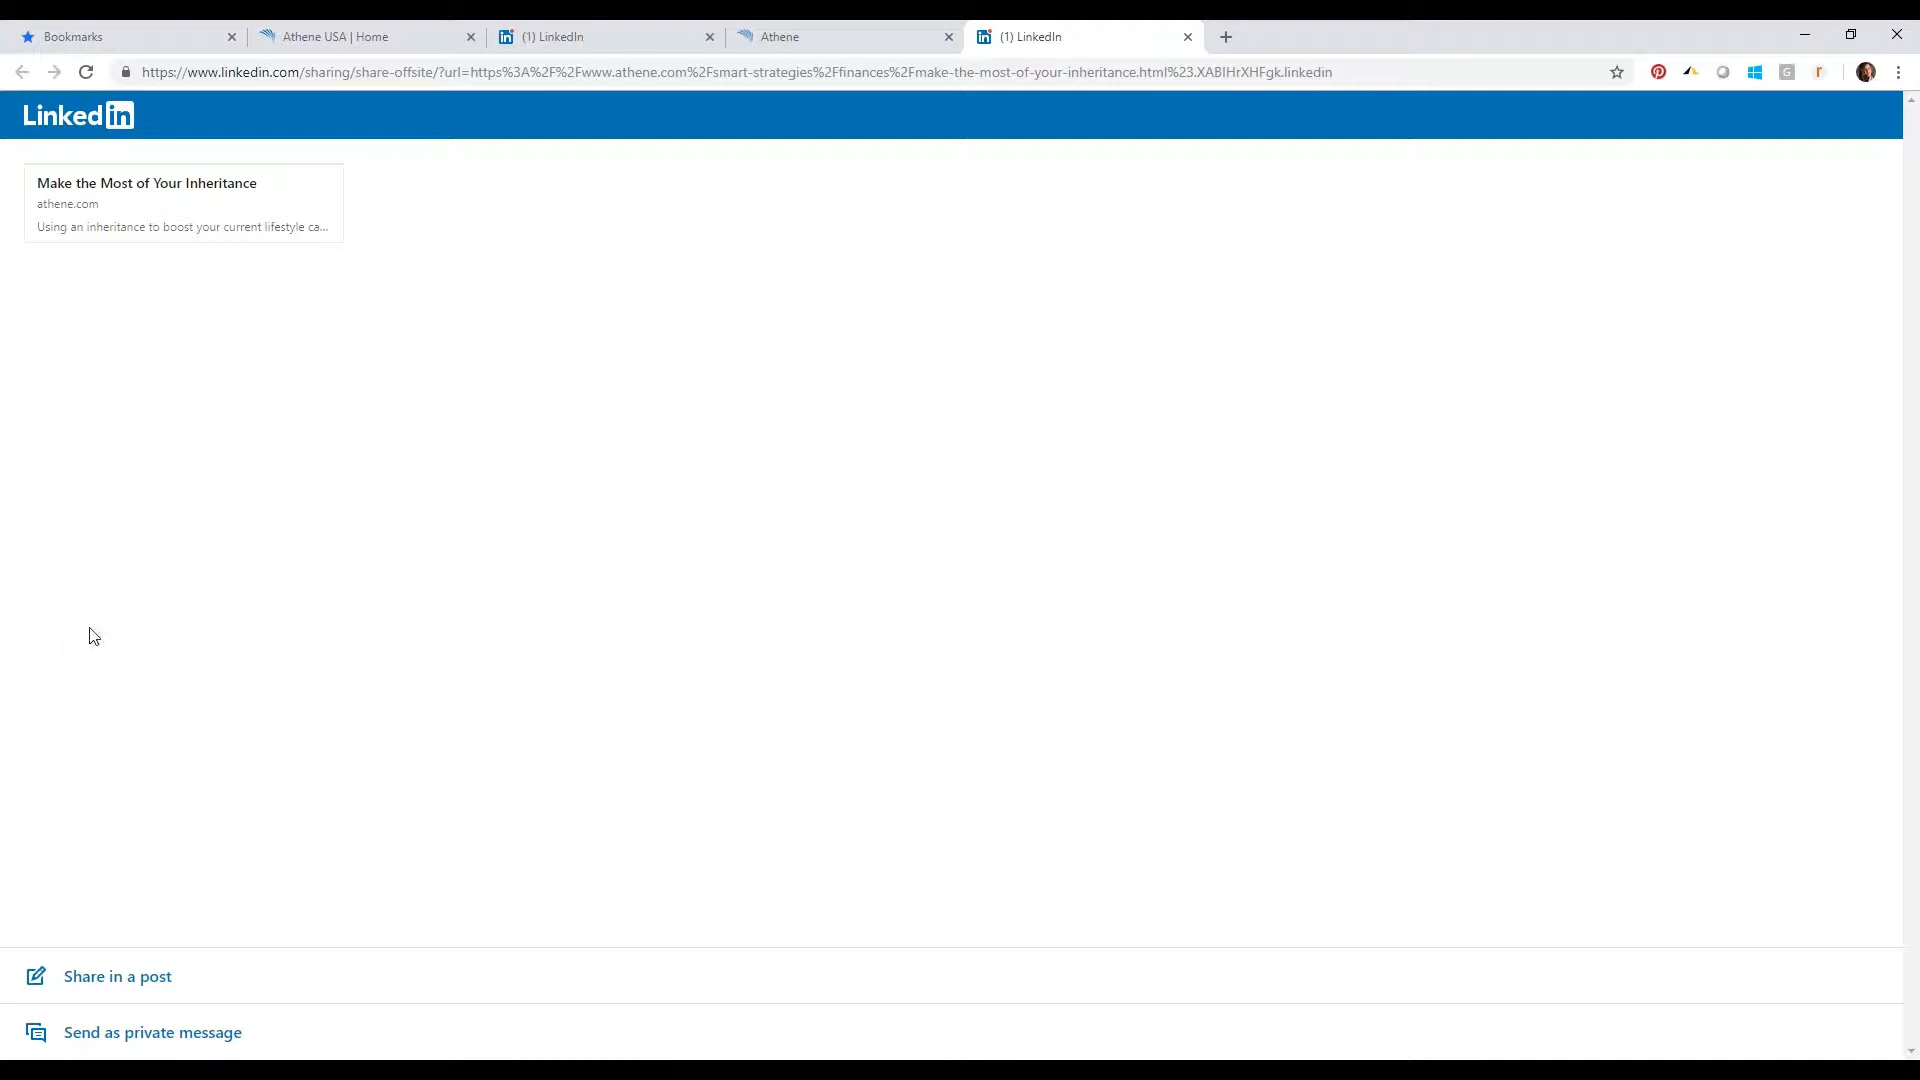 Bookmarks
Athene USA | Home
(1) LinkedIn
Athene
(1) LinkedIn
https://www.linkedin.com/sharing/share-offsite/?url=https%3A%2F%2Fwww.athene.com%2Fsmart-strategies%2Ffinances%2Fmake-the-most-of-your-inheritance.html%23.XABIHrXHFgk.linkedin
G
r
Linked in
Make the Most of Your Inheritance
athene.com
Using an inheritance to boost your current lifestyle ca...
Share in a post
Send as private message